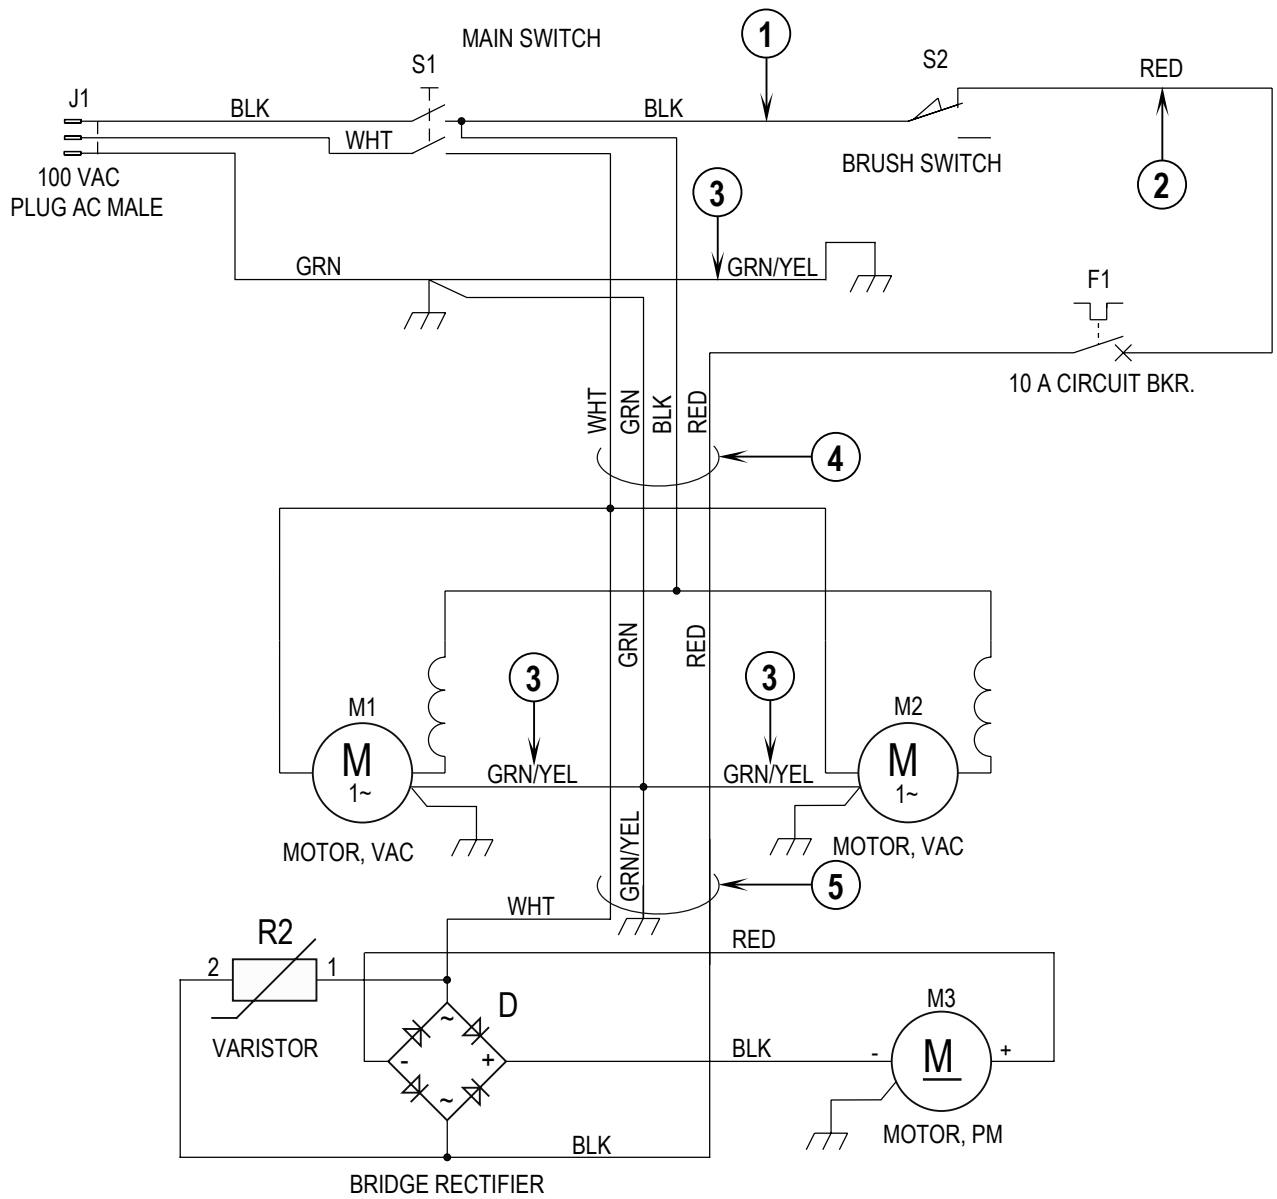 MAIN SWITCH
1
S1
S2
RED
J1
BLK
BLK
WHT
BRUSH SWITCH
100 VAC
PLUG AC MALE
3
2
GRN
GRN/YEL
F1
10 A CIRCUIT BKR.
WHT
GRN
BLK
RED
4
GRN
RED
3
3
M1
M2
M
1~
M
1~
GRN/YEL
GRN/YEL
MOTOR, VAC
MOTOR, VAC
GRN/YEL
5
WHT
R2
RED
2
1
D
M3
~
VARISTOR
-
+
BLK
-
M
+
~
MOTOR, PM
BLK
BRIDGE RECTIFIER